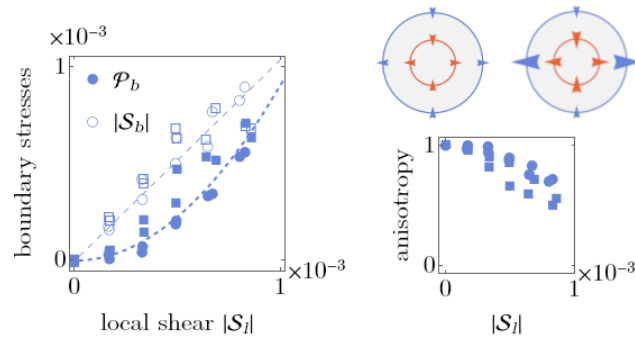 ×10⁻³
1
𝒫_b
|𝒮_b|
boundary stresses
0
0
1
×10⁻³
local shear |𝒮_l|
1
anisotropy
0
0
1
×10⁻³
|𝒮_l|